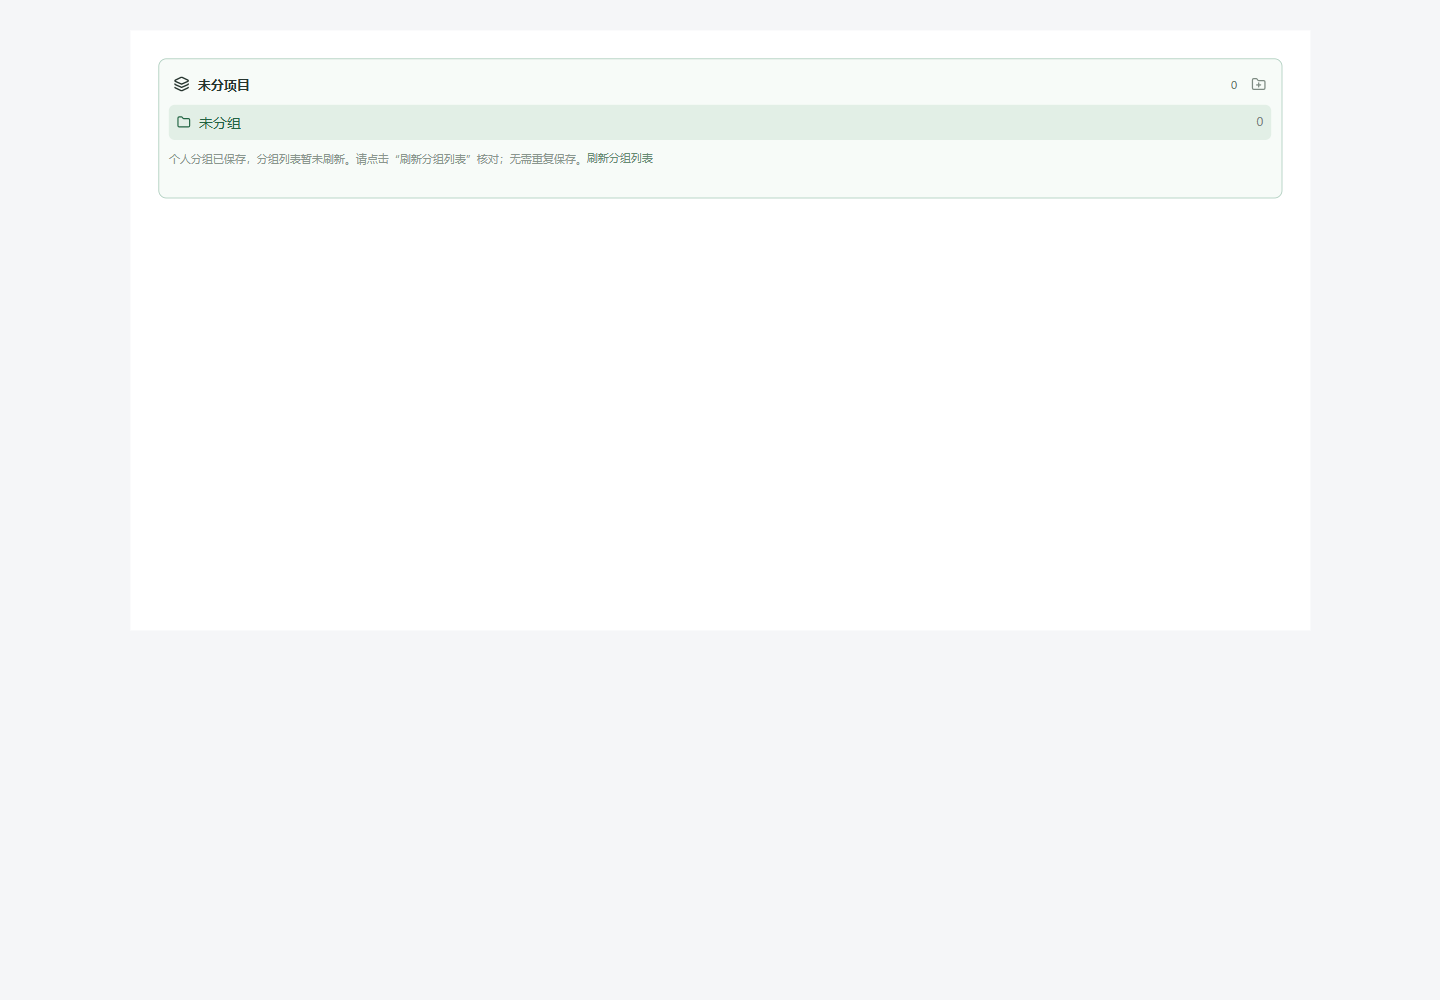 未分项目 0
未分组 0
个人分组已保存，分组列表暂未刷新。请点击“刷新分组列表”核对；无需重复保存。刷新分组列表